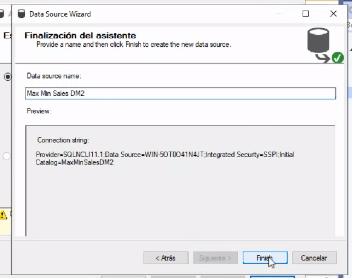 Data Source Wizard
Finalización del asistente
Provide a name and then click Finish to create the new data source.
Data source name:
Max Min Sales DM2
Preview:
Connection string:
Provider=SQLNCLI11.1;Data Source=WIN-5OT0O41N4JT;Integrated Security=SSPI;Initial
Catalog=MaxMinSalesDM2
< Atrás
Siguiente >
Finish
Cancelar